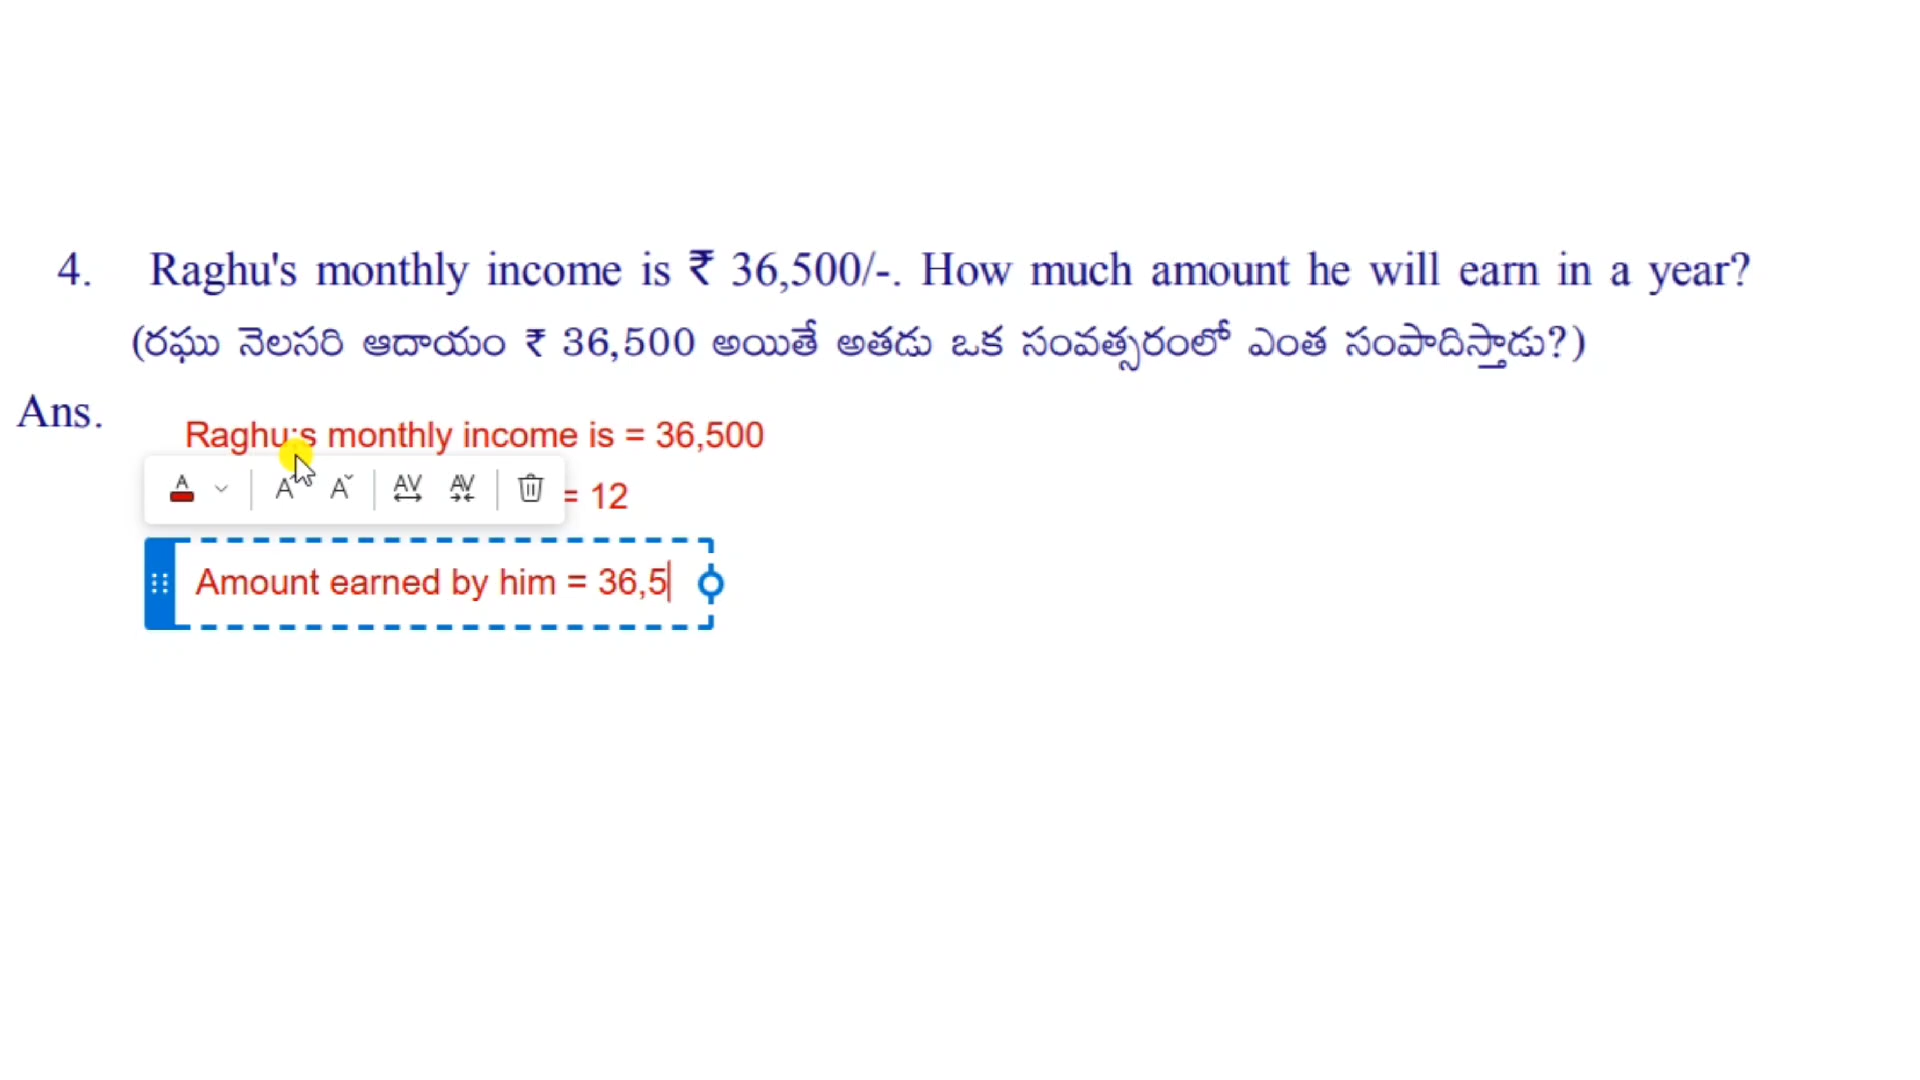 4. Raghu's monthly income is ₹ 36,500/-. How much amount he will earn in a year?
(రఘు నెలసరి ఆదాయం ₹ 36,500 అయితే అతడు ఒక సంవత్సరంలో ఎంత సంపాదిస్తాడు?)
Ans.
Raghu's monthly income is = 36,500
= 12
Amount earned by him = 36,5